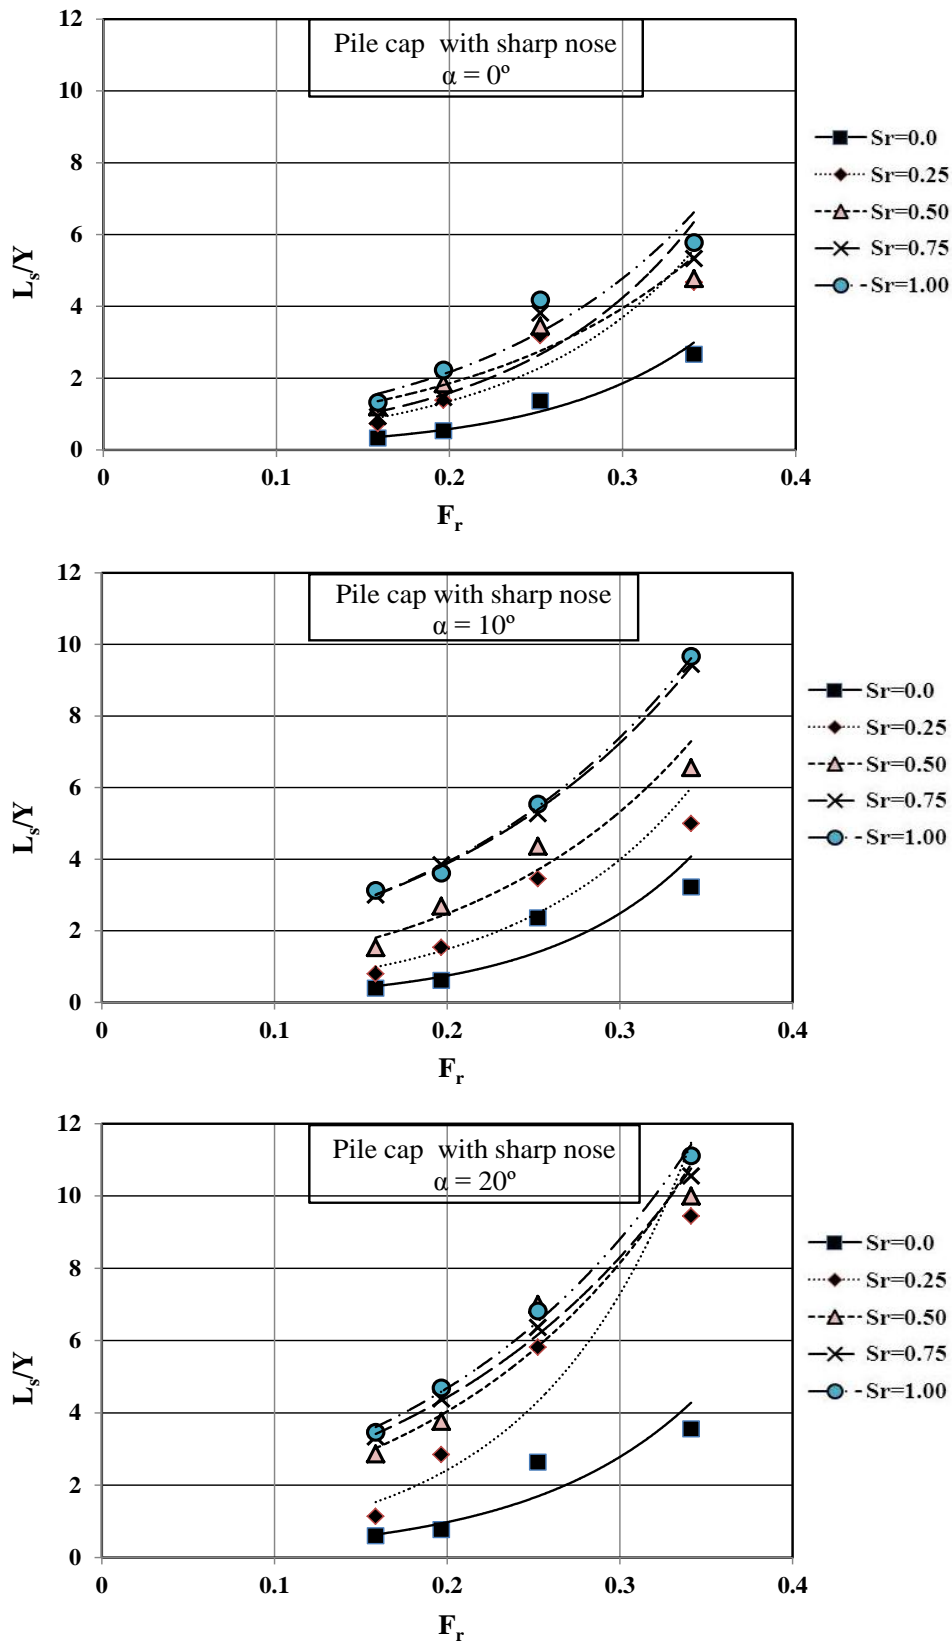 12
Pile cap with sharp nose
α = 0º
10
8
6
4
2
0
Ls/Y
0 0.1 0.2 0.3 0.4
Fr
Sr=0.0
Sr=0.25
Sr=0.50
Sr=0.75
Sr=1.00
12
Pile cap with sharp nose
α = 10º
10
8
6
4
2
0
Ls/Y
0 0.1 0.2 0.3 0.4
Fr
Sr=0.0
Sr=0.25
Sr=0.50
Sr=0.75
Sr=1.00
12
Pile cap with sharp nose
α = 20º
10
8
6
4
2
0
Ls/Y
0 0.1 0.2 0.3 0.4
Fr
Sr=0.0
Sr=0.25
Sr=0.50
Sr=0.75
Sr=1.00